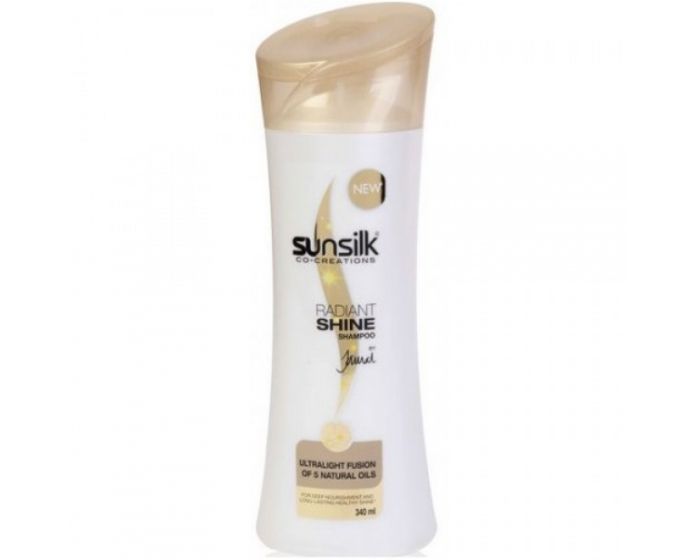 NEW
sunsilk®
CO-CREATIONS
RADIANT
SHINE
SHAMPOO
BY
ULTRALIGHT FUSION
OF 5 NATURAL OILS
FOR DEEP NOURISHMENT AND
LONG-LASTING HEALTHY SHINE*
340 ml